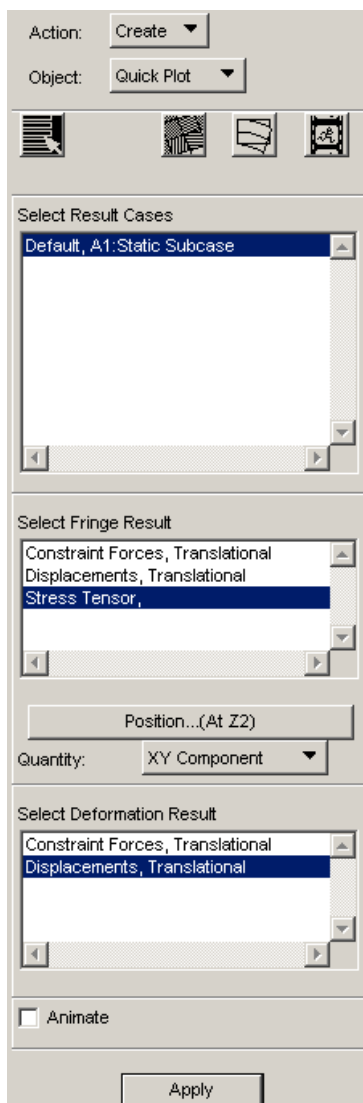 Action: Create
Object: Quick Plot
Select Result Cases
Default, A1:Static Subcase
Select Fringe Result
Constraint Forces, Translational
Displacements, Translational
Stress Tensor,
Position...(At Z2)
Quantity: XY Component
Select Deformation Result
Constraint Forces, Translational
Displacements, Translational
Animate
Apply